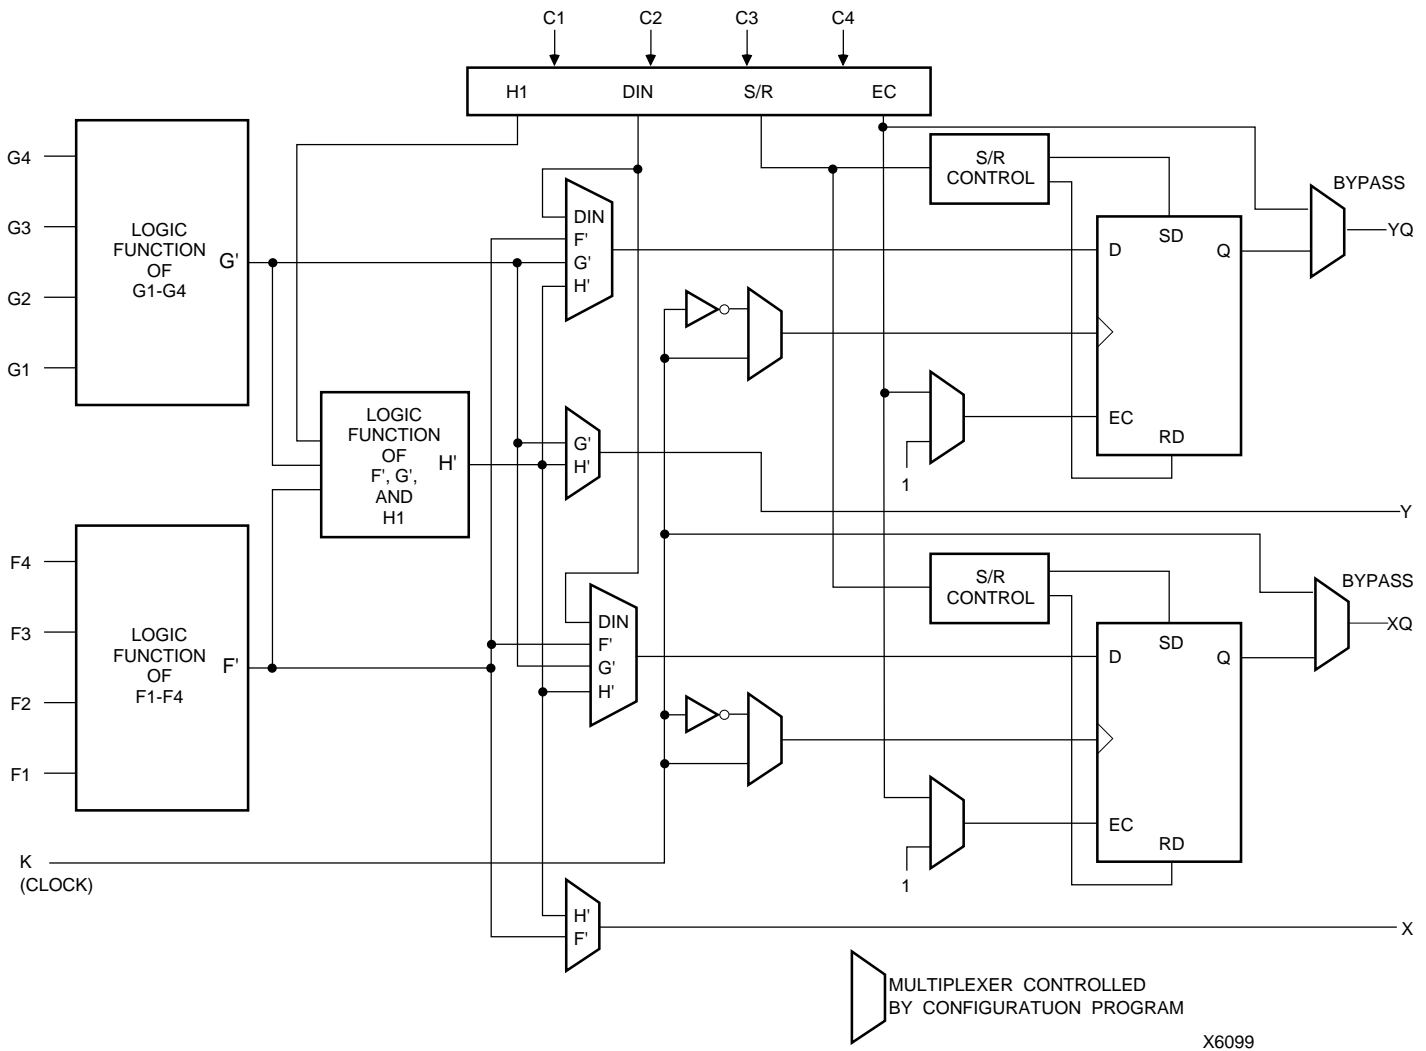 C1 C2 C3 C4
H1 DIN S/R EC
G4
G3
G2
G1
LOGIC
FUNCTION
OF
G1-G4
G'
DIN
F'
G'
H'
S/R
CONTROL
BYPASS
YQ
D
SD
Q
EC
RD
1
LOGIC
FUNCTION
OF
F', G',
AND
H1
H'
G'
H'
Y
F4
F3
F2
F1
LOGIC
FUNCTION
OF
F1-F4
F'
DIN
F'
G'
H'
S/R
CONTROL
BYPASS
XQ
D
SD
Q
EC
RD
1
K
(CLOCK)
H'
F'
X
MULTIPLEXER CONTROLLED
BY CONFIGURATUON PROGRAM
X6099